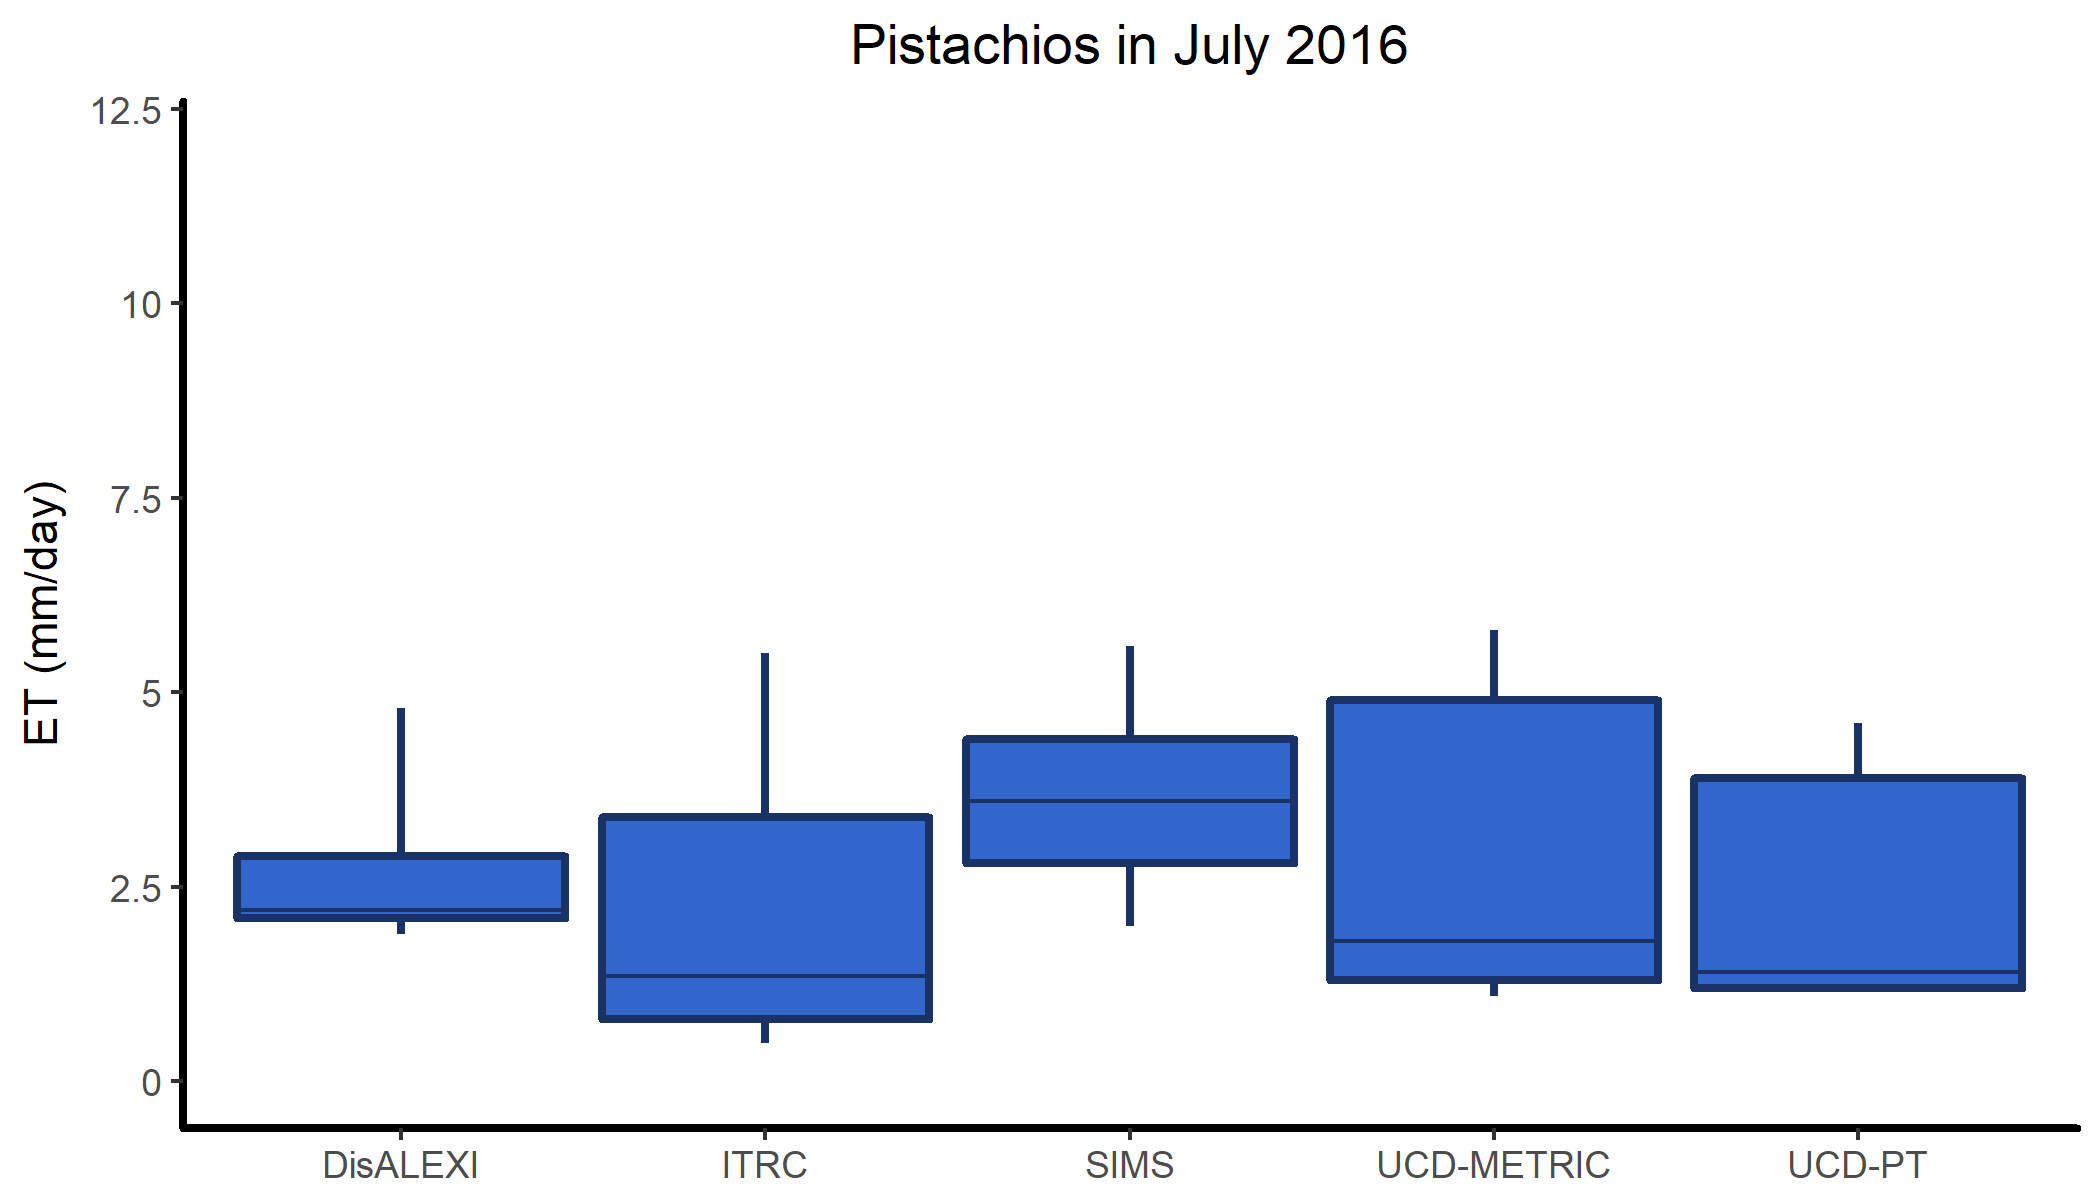 Pistachios in July 2016
12.5
10
7.5
5
2.5
0
ET (mm/day)
DisALEXI ITRC SIMS UCD-METRIC UCD-PT